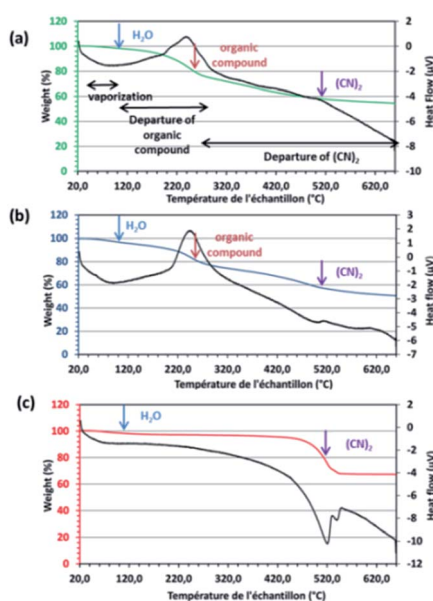 (a)
120
100
80
60
40
20
0
Weight (%)
H₂O
organic
compound
(CN)₂
vaporization
Departure of
organic
compound
Departure of (CN)₂
2
0
-2
-4
-6
-8
-10
Heat Flow (µV)
20,0 120,0 220,0 320,0 420,0 520,0 620,0
Température de l'échantillon (°C)
(b)
120
100
80
60
40
20
0
Weight (%)
H₂O
organic
compound
(CN)₂
3
2
1
0
-1
-2
-3
-4
-5
-6
-7
Heat flow (µV)
20,0 120,0 220,0 320,0 420,0 520,0 620,0
Température de l'échantillon (°C)
(c)
120
100
80
60
40
20
0
Weight (%)
H₂O
(CN)₂
2
0
-2
-4
-6
-8
-10
-12
Heat flow (µV)
20,0 120,0 220,0 320,0 420,0 520,0 620,0
Température de l'échantillon (°C)